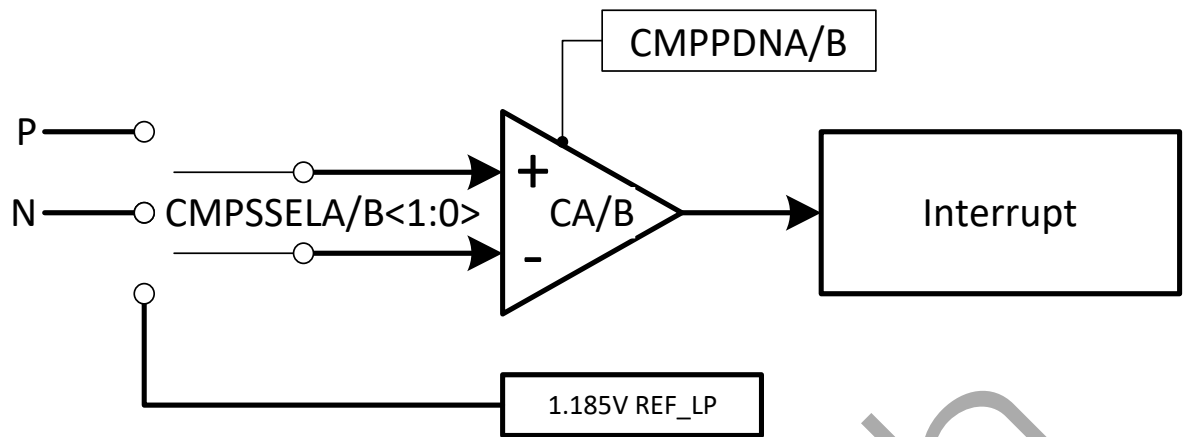 CMPPDNA/B
P
+
N
CMPSSELA/B<1:0>
CA/B
Interrupt
-
1.185V REF_LP